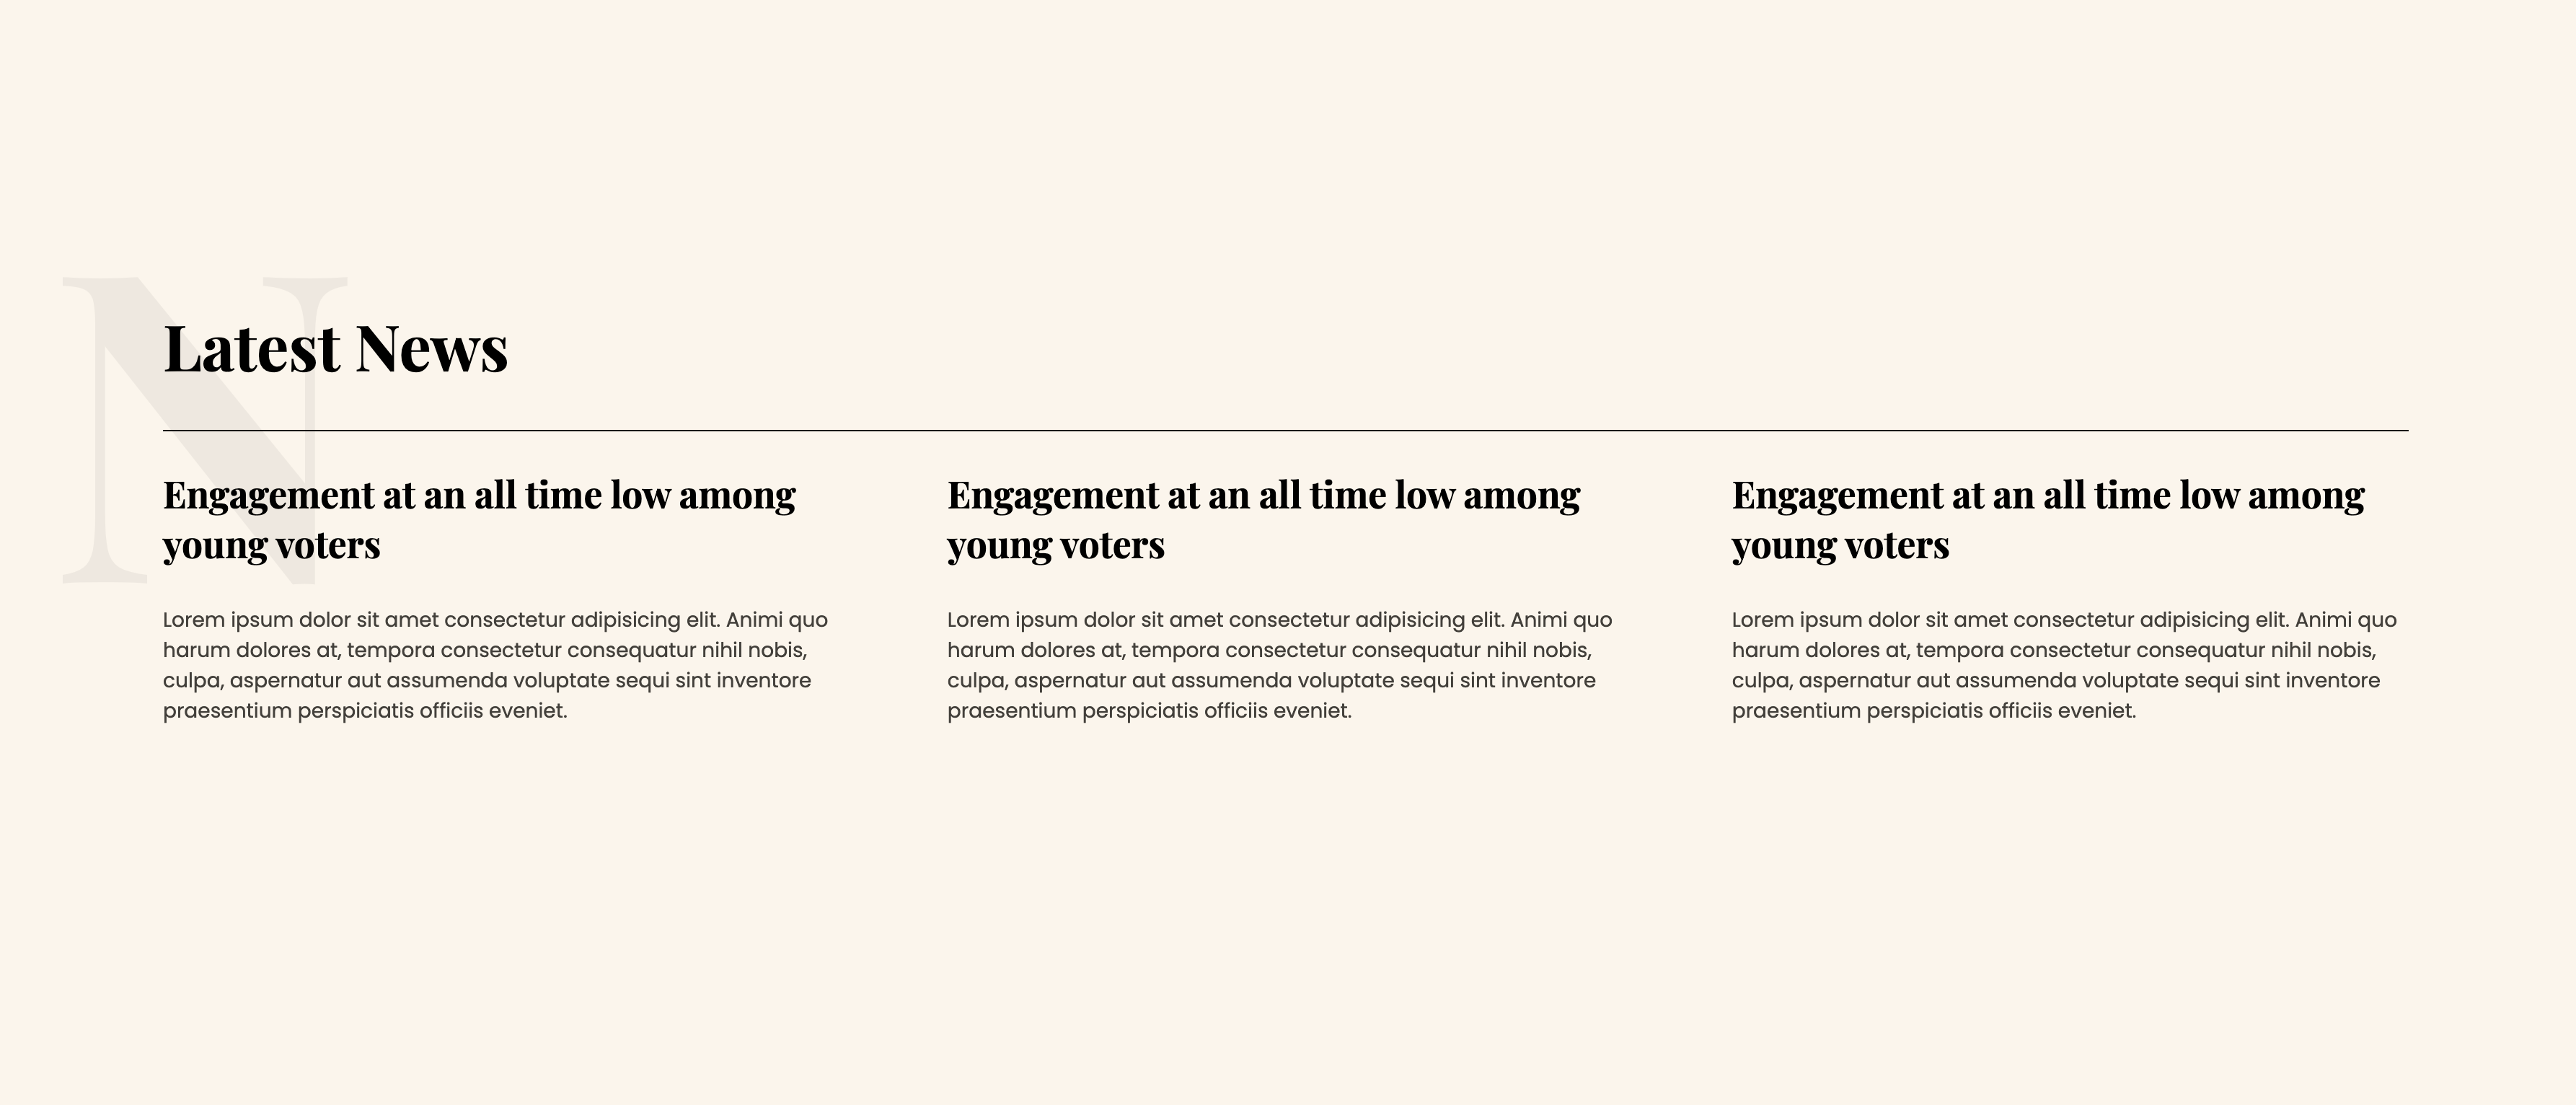 N
Latest News
Engagement at an all time low among
young voters
Lorem ipsum dolor sit amet consectetur adipisicing elit. Animi quo
harum dolores at, tempora consectetur consequatur nihil nobis,
culpa, aspernatur aut assumenda voluptate sequi sint inventore
praesentium perspiciatis officiis eveniet.
Engagement at an all time low among
young voters
Lorem ipsum dolor sit amet consectetur adipisicing elit. Animi quo
harum dolores at, tempora consectetur consequatur nihil nobis,
culpa, aspernatur aut assumenda voluptate sequi sint inventore
praesentium perspiciatis officiis eveniet.
Engagement at an all time low among
young voters
Lorem ipsum dolor sit amet consectetur adipisicing elit. Animi quo
harum dolores at, tempora consectetur consequatur nihil nobis,
culpa, aspernatur aut assumenda voluptate sequi sint inventore
praesentium perspiciatis officiis eveniet.